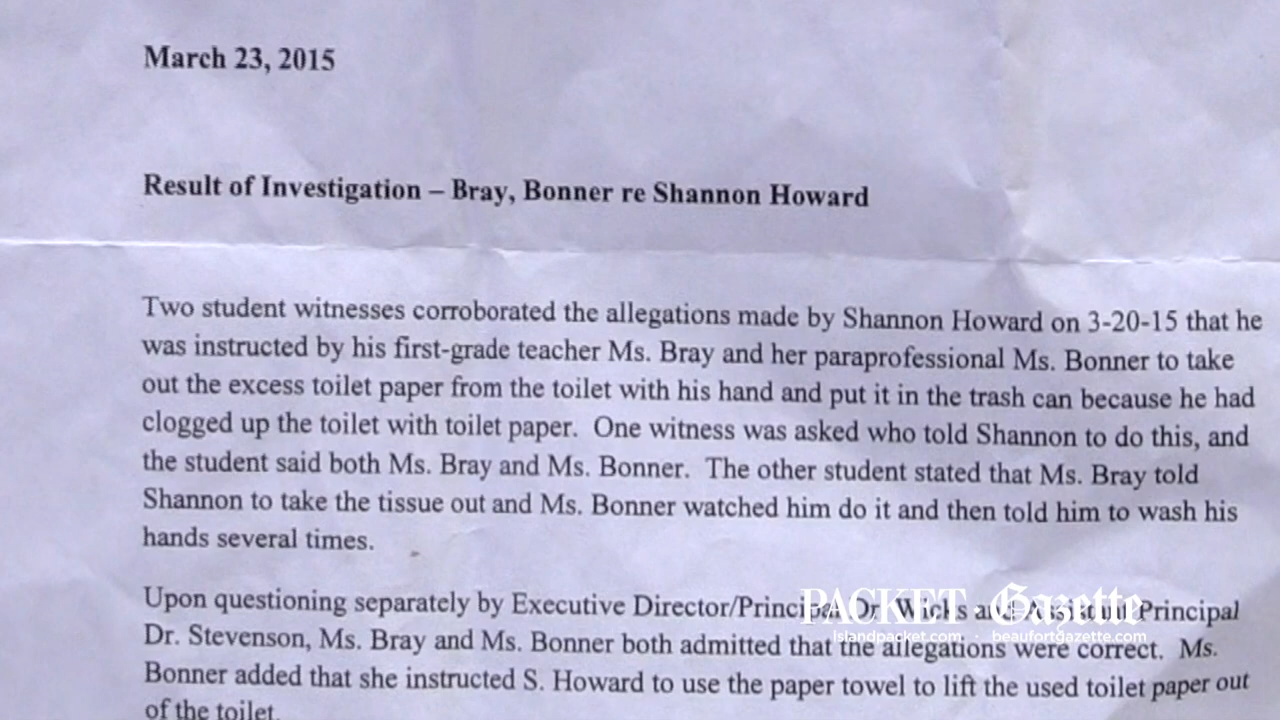 March 23, 2015
Result of Investigation – Bray, Bonner re Shannon Howard
Two student witnesses corroborated the allegations made by Shannon Howard on 3-20-15 that he
was instructed by his first-grade teacher Ms. Bray and her paraprofessional Ms. Bonner to take
out the excess toilet paper from the toilet with his hand and put it in the trash can because he had
clogged up the toilet with toilet paper.  One witness was asked who told Shannon to do this, and
the student said both Ms. Bray and Ms. Bonner.  The other student stated that Ms. Bray told
Shannon to take the tissue out and Ms. Bonner watched him do it and then told him to wash his
hands several times.
Upon questioning separately by Executive Director/Principal Dr. Wicks and Assistant Principal
PACKET · Gazette
islandpacket.com · beaufortgazette.com
Dr. Stevenson, Ms. Bray and Ms. Bonner both admitted that the allegations were correct.  Ms.
Bonner added that she instructed S. Howard to use the paper towel to lift the used toilet paper out
of the toilet.